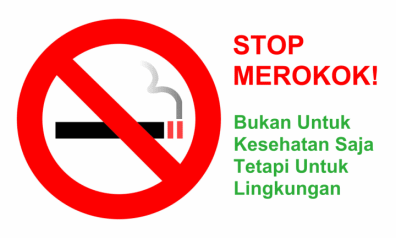 STOP
MEROKOK!
Bukan Untuk
Kesehatan Saja
Tetapi Untuk
Lingkungan